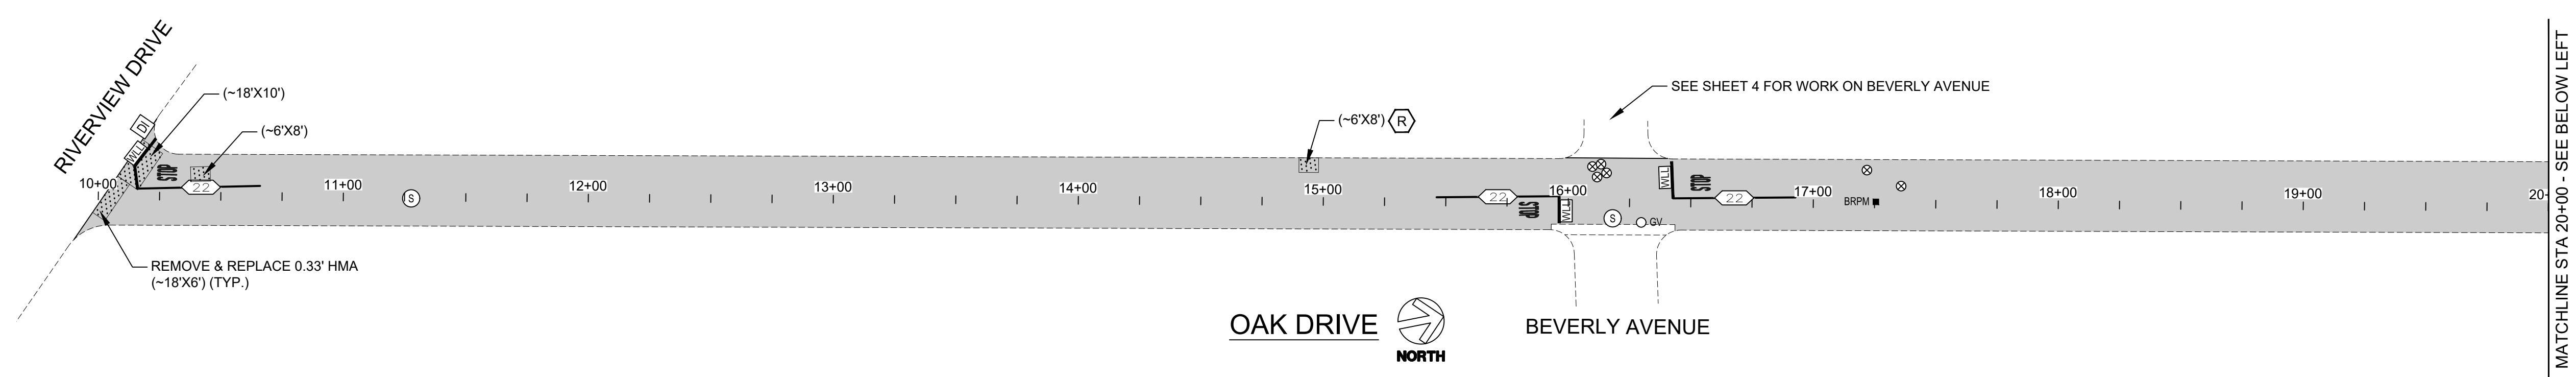 RIVERVIEW DRIVE
(~18'X10')
(~6'X8')
DI
WLL
STOP
10+00
22
11+00
S
12+00
13+00
14+00
15+00
(~6'X8')
R
22
STOP
WLL
16+00
S
GV
SEE SHEET 4 FOR WORK ON BEVERLY AVENUE
WLL
STOP
22
17+00
BRPM
18+00
19+00
20+
MATCHLINE STA 20+00 - SEE BELOW LEFT
REMOVE & REPLACE 0.33' HMA
(~18'X6') (TYP.)
OAK DRIVE
NORTH
BEVERLY AVENUE